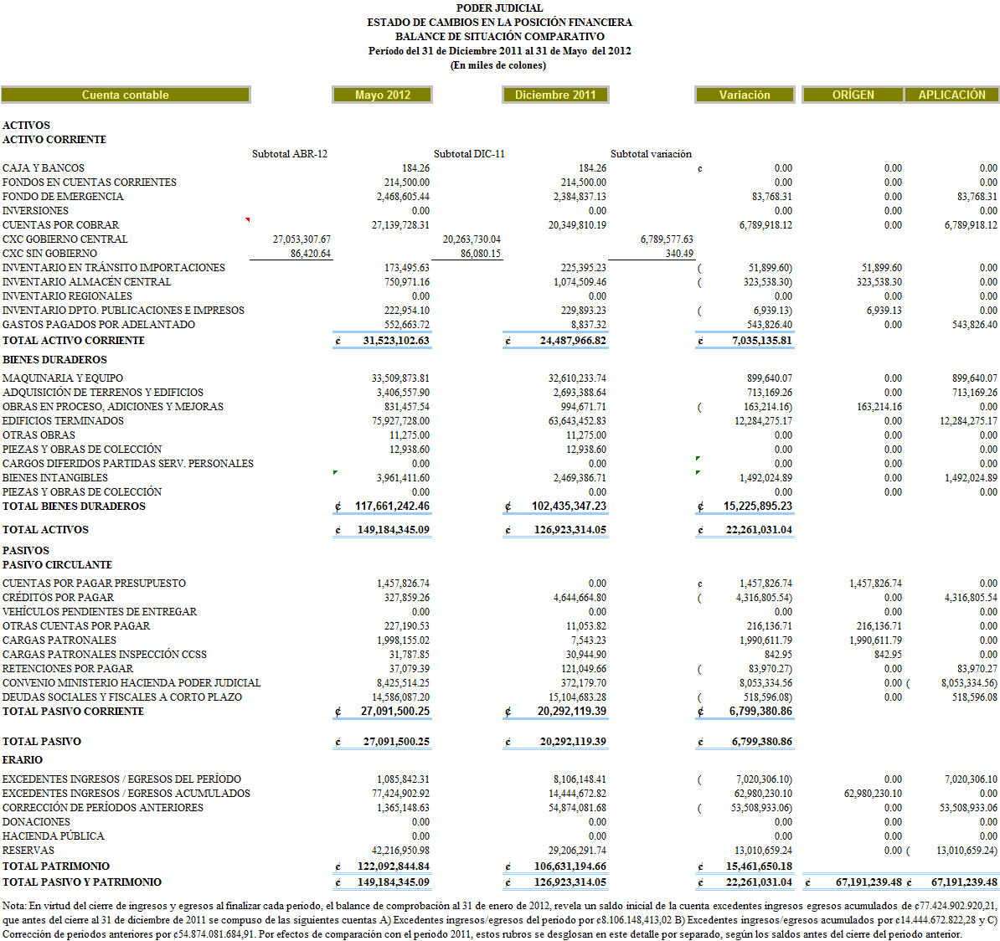 PODER JUDICIAL
ESTADO DE CAMBIOS EN LA POSICIÓN FINANCIERA
BALANCE DE SITUACIÓN COMPARATIVO
Período del 31 de Diciembre 2011 al 31 de Mayo del 2012
(En miles de colones)
Cuenta contable Mayo 2012 Diciembre 2011 Variación ORÍGEN APLICACIÓN
ACTIVOS
ACTIVO CORRIENTE
Subtotal ABR-12 Subtotal DIC-11 Subtotal variación
CAJA Y BANCOS 184.26 184.26 ¢ 0.00 0.00 0.00
FONDOS EN CUENTAS CORRIENTES 214,500.00 214,500.00 0.00 0.00 0.00
FONDO DE EMERGENCIA 2,468,605.44 2,384,837.13 83,768.31 0.00 83,768.31
INVERSIONES 0.00 0.00 0.00 0.00 0.00
CUENTAS POR COBRAR 27,139,728.31 20,349,810.19 6,789,918.12 0.00 6,789,918.12
CXC GOBIERNO CENTRAL 27,053,307.67 20,263,730.04 6,789,577.63
CXC SIN GOBIERNO 86,420.64 86,080.15 340.49
INVENTARIO EN TRÁNSITO IMPORTACIONES 173,495.63 225,395.23 ( 51,899.60) 51,899.60 0.00
INVENTARIO ALMACÉN CENTRAL 750,971.16 1,074,509.46 ( 323,538.30) 323,538.30 0.00
INVENTARIO REGIONALES 0.00 0.00 0.00 0.00 0.00
INVENTARIO DPTO. PUBLICACIONES E IMPRESOS 222,954.10 229,893.23 ( 6,939.13) 6,939.13 0.00
GASTOS PAGADOS POR ADELANTADO 552,663.72 8,837.32 543,826.40 0.00 543,826.40
TOTAL ACTIVO CORRIENTE ¢ 31,523,102.63 ¢ 24,487,966.82 ¢ 7,035,135.81
BIENES DURADEROS
MAQUINARIA Y EQUIPO 33,509,873.81 32,610,233.74 899,640.07 0.00 899,640.07
ADQUISICIÓN DE TERRENOS Y EDIFICIOS 3,406,557.90 2,693,388.64 713,169.26 0.00 713,169.26
OBRAS EN PROCESO, ADICIONES Y MEJORAS 831,457.54 994,671.71 ( 163,214.16) 163,214.16 0.00
EDIFICIOS TERMINADOS 75,927,728.00 63,643,452.83 12,284,275.17 0.00 12,284,275.17
OTRAS OBRAS 11,275.00 11,275.00 0.00 0.00 0.00
PIEZAS Y OBRAS DE COLECCIÓN 12,938.60 12,938.60 0.00 0.00 0.00
CARGOS DIFERIDOS PARTIDAS SERV. PERSONALES 0.00 0.00 0.00 0.00 0.00
BIENES INTANGIBLES 3,961,411.60 2,469,386.71 1,492,024.89 0.00 1,492,024.89
PIEZAS Y OBRAS DE COLECCIÓN 0.00 0.00 0.00 0.00 0.00
TOTAL BIENES DURADEROS ¢ 117,661,242.46 ¢ 102,435,347.23 ¢ 15,225,895.23
TOTAL ACTIVOS ¢ 149,184,345.09 ¢ 126,923,314.05 ¢ 22,261,031.04
PASIVOS
PASIVO CIRCULANTE
CUENTAS POR PAGAR PRESUPUESTO 1,457,826.74 0.00 ¢ 1,457,826.74 1,457,826.74 0.00
CRÉDITOS POR PAGAR 327,859.26 4,644,664.80 ( 4,316,805.54) 0.00 4,316,805.54
VEHÍCULOS PENDIENTES DE ENTREGAR 0.00 0.00 0.00 0.00 0.00
OTRAS CUENTAS POR PAGAR 227,190.53 11,053.82 216,136.71 216,136.71 0.00
CARGAS PATRONALES 1,998,155.02 7,543.23 1,990,611.79 1,990,611.79 0.00
CARGAS PATRONALES INSPECCIÓN CCSS 31,787.85 30,944.90 842.95 842.95 0.00
RETENCIONES POR PAGAR 37,079.39 121,049.66 ( 83,970.27) 0.00 83,970.27
CONVENIO MINISTERIO HACIENDA PODER JUDICIAL 8,425,514.25 372,179.70 8,053,334.56 0.00 ( 8,053,334.56)
DEUDAS SOCIALES Y FISCALES A CORTO PLAZO 14,586,087.20 15,104,683.28 ( 518,596.08) 0.00 518,596.08
TOTAL PASIVO CORRIENTE ¢ 27,091,500.25 ¢ 20,292,119.39 ¢ 6,799,380.86
TOTAL PASIVO ¢ 27,091,500.25 ¢ 20,292,119.39 ¢ 6,799,380.86
ERARIO
EXCEDENTES INGRESOS / EGRESOS DEL PERÍODO 1,085,842.31 8,106,148.41 ( 7,020,306.10) 0.00 7,020,306.10
EXCEDENTES INGRESOS / EGRESOS ACUMULADOS 77,424,902.92 14,444,672.82 62,980,230.10 62,980,230.10 0.00
CORRECCIÓN DE PERÍODOS ANTERIORES 1,365,148.63 54,874,081.68 ( 53,508,933.06) 0.00 53,508,933.06
DONACIONES 0.00 0.00 0.00 0.00 0.00
HACIENDA PÚBLICA 0.00 0.00 0.00 0.00 0.00
RESERVAS 42,216,950.98 29,206,291.74 13,010,659.24 0.00 ( 13,010,659.24)
TOTAL PATRIMONIO ¢ 122,092,844.84 ¢ 106,631,194.66 ¢ 15,461,650.18
TOTAL PASIVO Y PATRIMONIO ¢ 149,184,345.09 ¢ 126,923,314.05 ¢ 22,261,031.04 ¢ 67,191,239.48 ¢ 67,191,239.48
Nota: En virtud del cierre de ingresos y egresos al finalizar cada periodo, el balance de comprobación al 31 de enero de 2012, revela un saldo inicial de la cuenta excedentes ingresos egresos acumulados de ¢77.424.902.920,21,
que antes del cierre al 31 de diciembre de 2011 se compuso de las siguientes cuentas A) Excedentes ingresos/egresos del periodo por ¢8.106.148,413,02 B) Excedentes ingresos/egresos acumulados por ¢14.444.672.822,28 y C)
Corrección de periodos anteriores por ¢54.874.081.684,91. Por efectos de comparación con el periodo 2011, estos rubros se desglosan en este detalle por separado, según los saldos antes del cierre del periodo anterior.